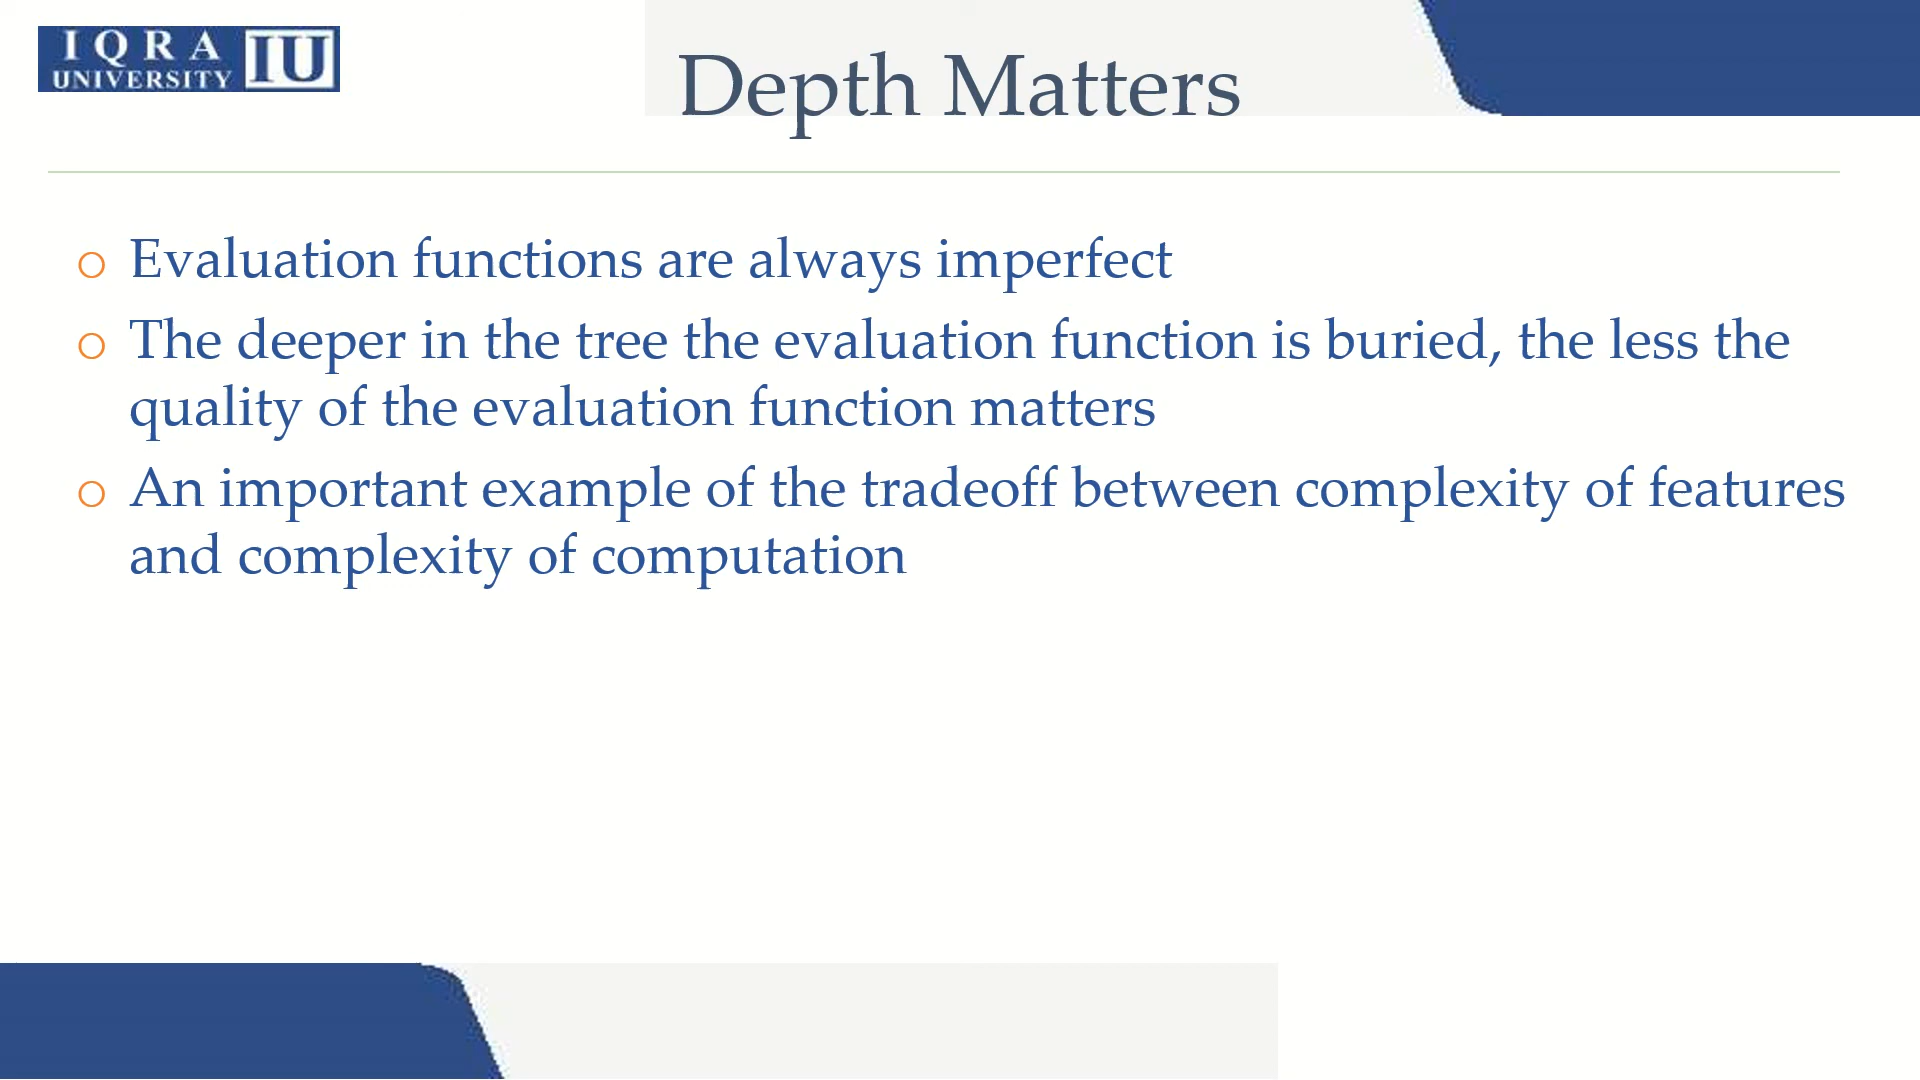 IQRA
UNIVERSITY
IU
Depth Matters
o Evaluation functions are always imperfect
o The deeper in the tree the evaluation function is buried, the less the
quality of the evaluation function matters
o An important example of the tradeoff between complexity of features
and complexity of computation